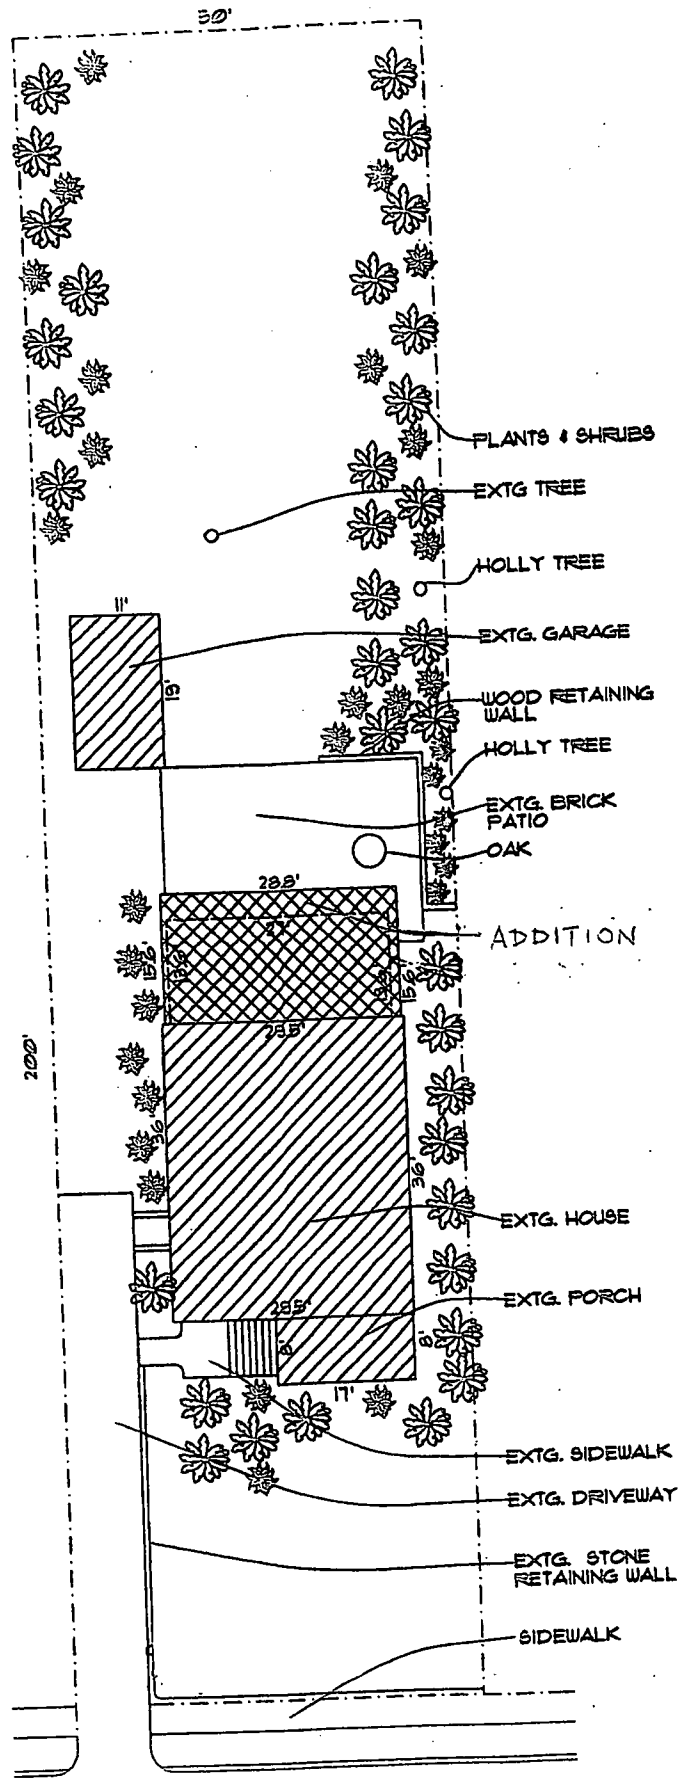 50'
PLANTS & SHRUBS
EXTG TREE
HOLLY TREE
11'
EXTG. GARAGE
19'
WOOD RETAINING
WALL
HOLLY TREE
EXTG. BRICK
PATIO
OAK
28.8'
27'
ADDITION
15.6'
13.6'
13.6'
15.6'
28.5'
200'
36'
36'
EXTG. HOUSE
EXTG. PORCH
28.5'
8'
8'
17'
EXTG. SIDEWALK
EXTG. DRIVEWAY
EXTG. STONE
RETAINING WALL
SIDEWALK